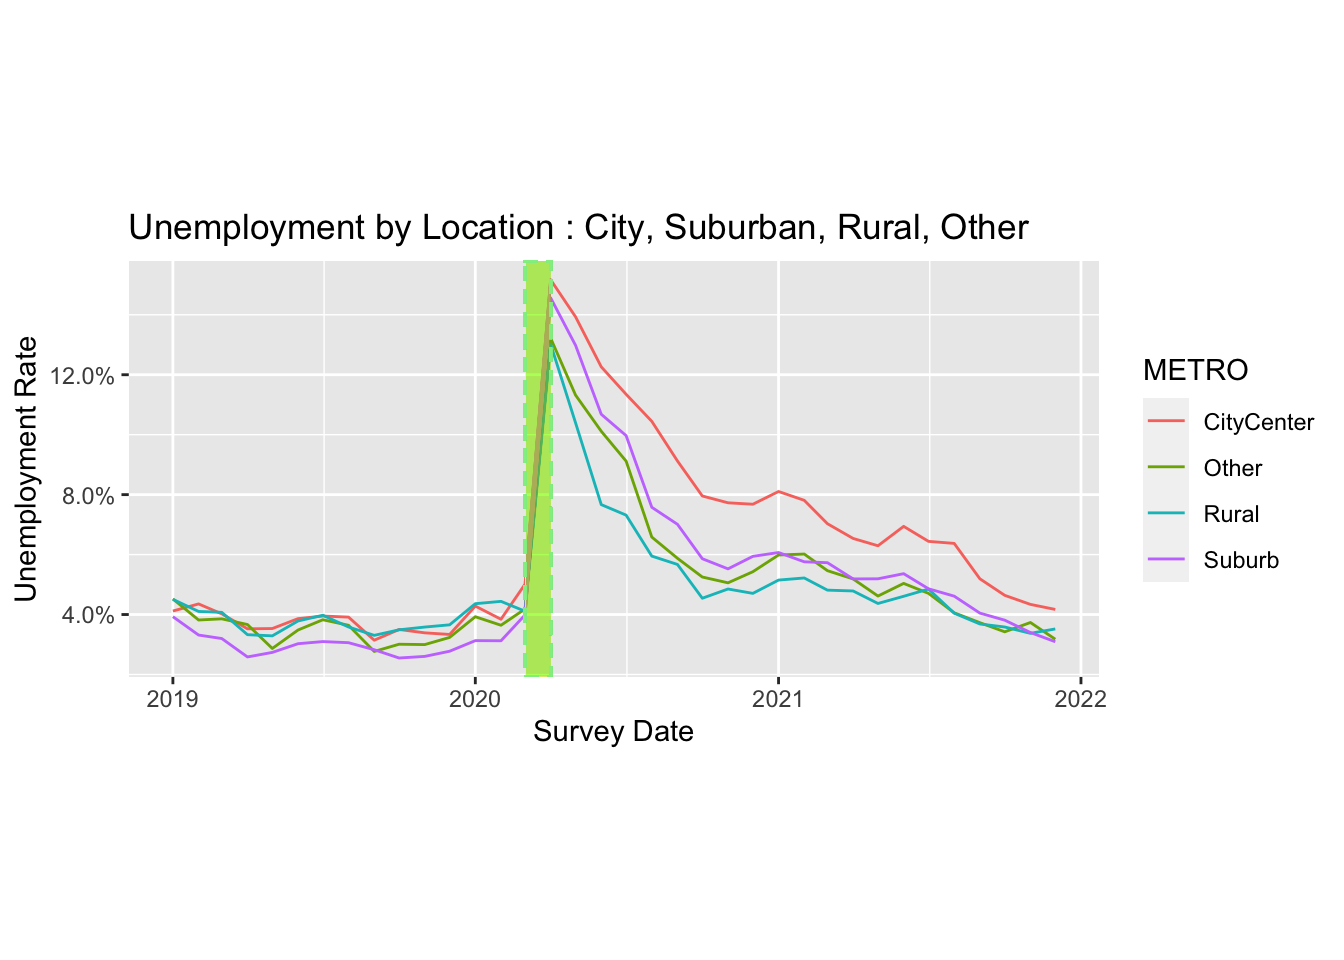 Unemployment by Location : City, Suburban, Rural, Other
Unemployment Rate
12.0%
8.0%
4.0%
2019
2020
2021
2022
Survey Date
METRO
CityCenter
Other
Rural
Suburb